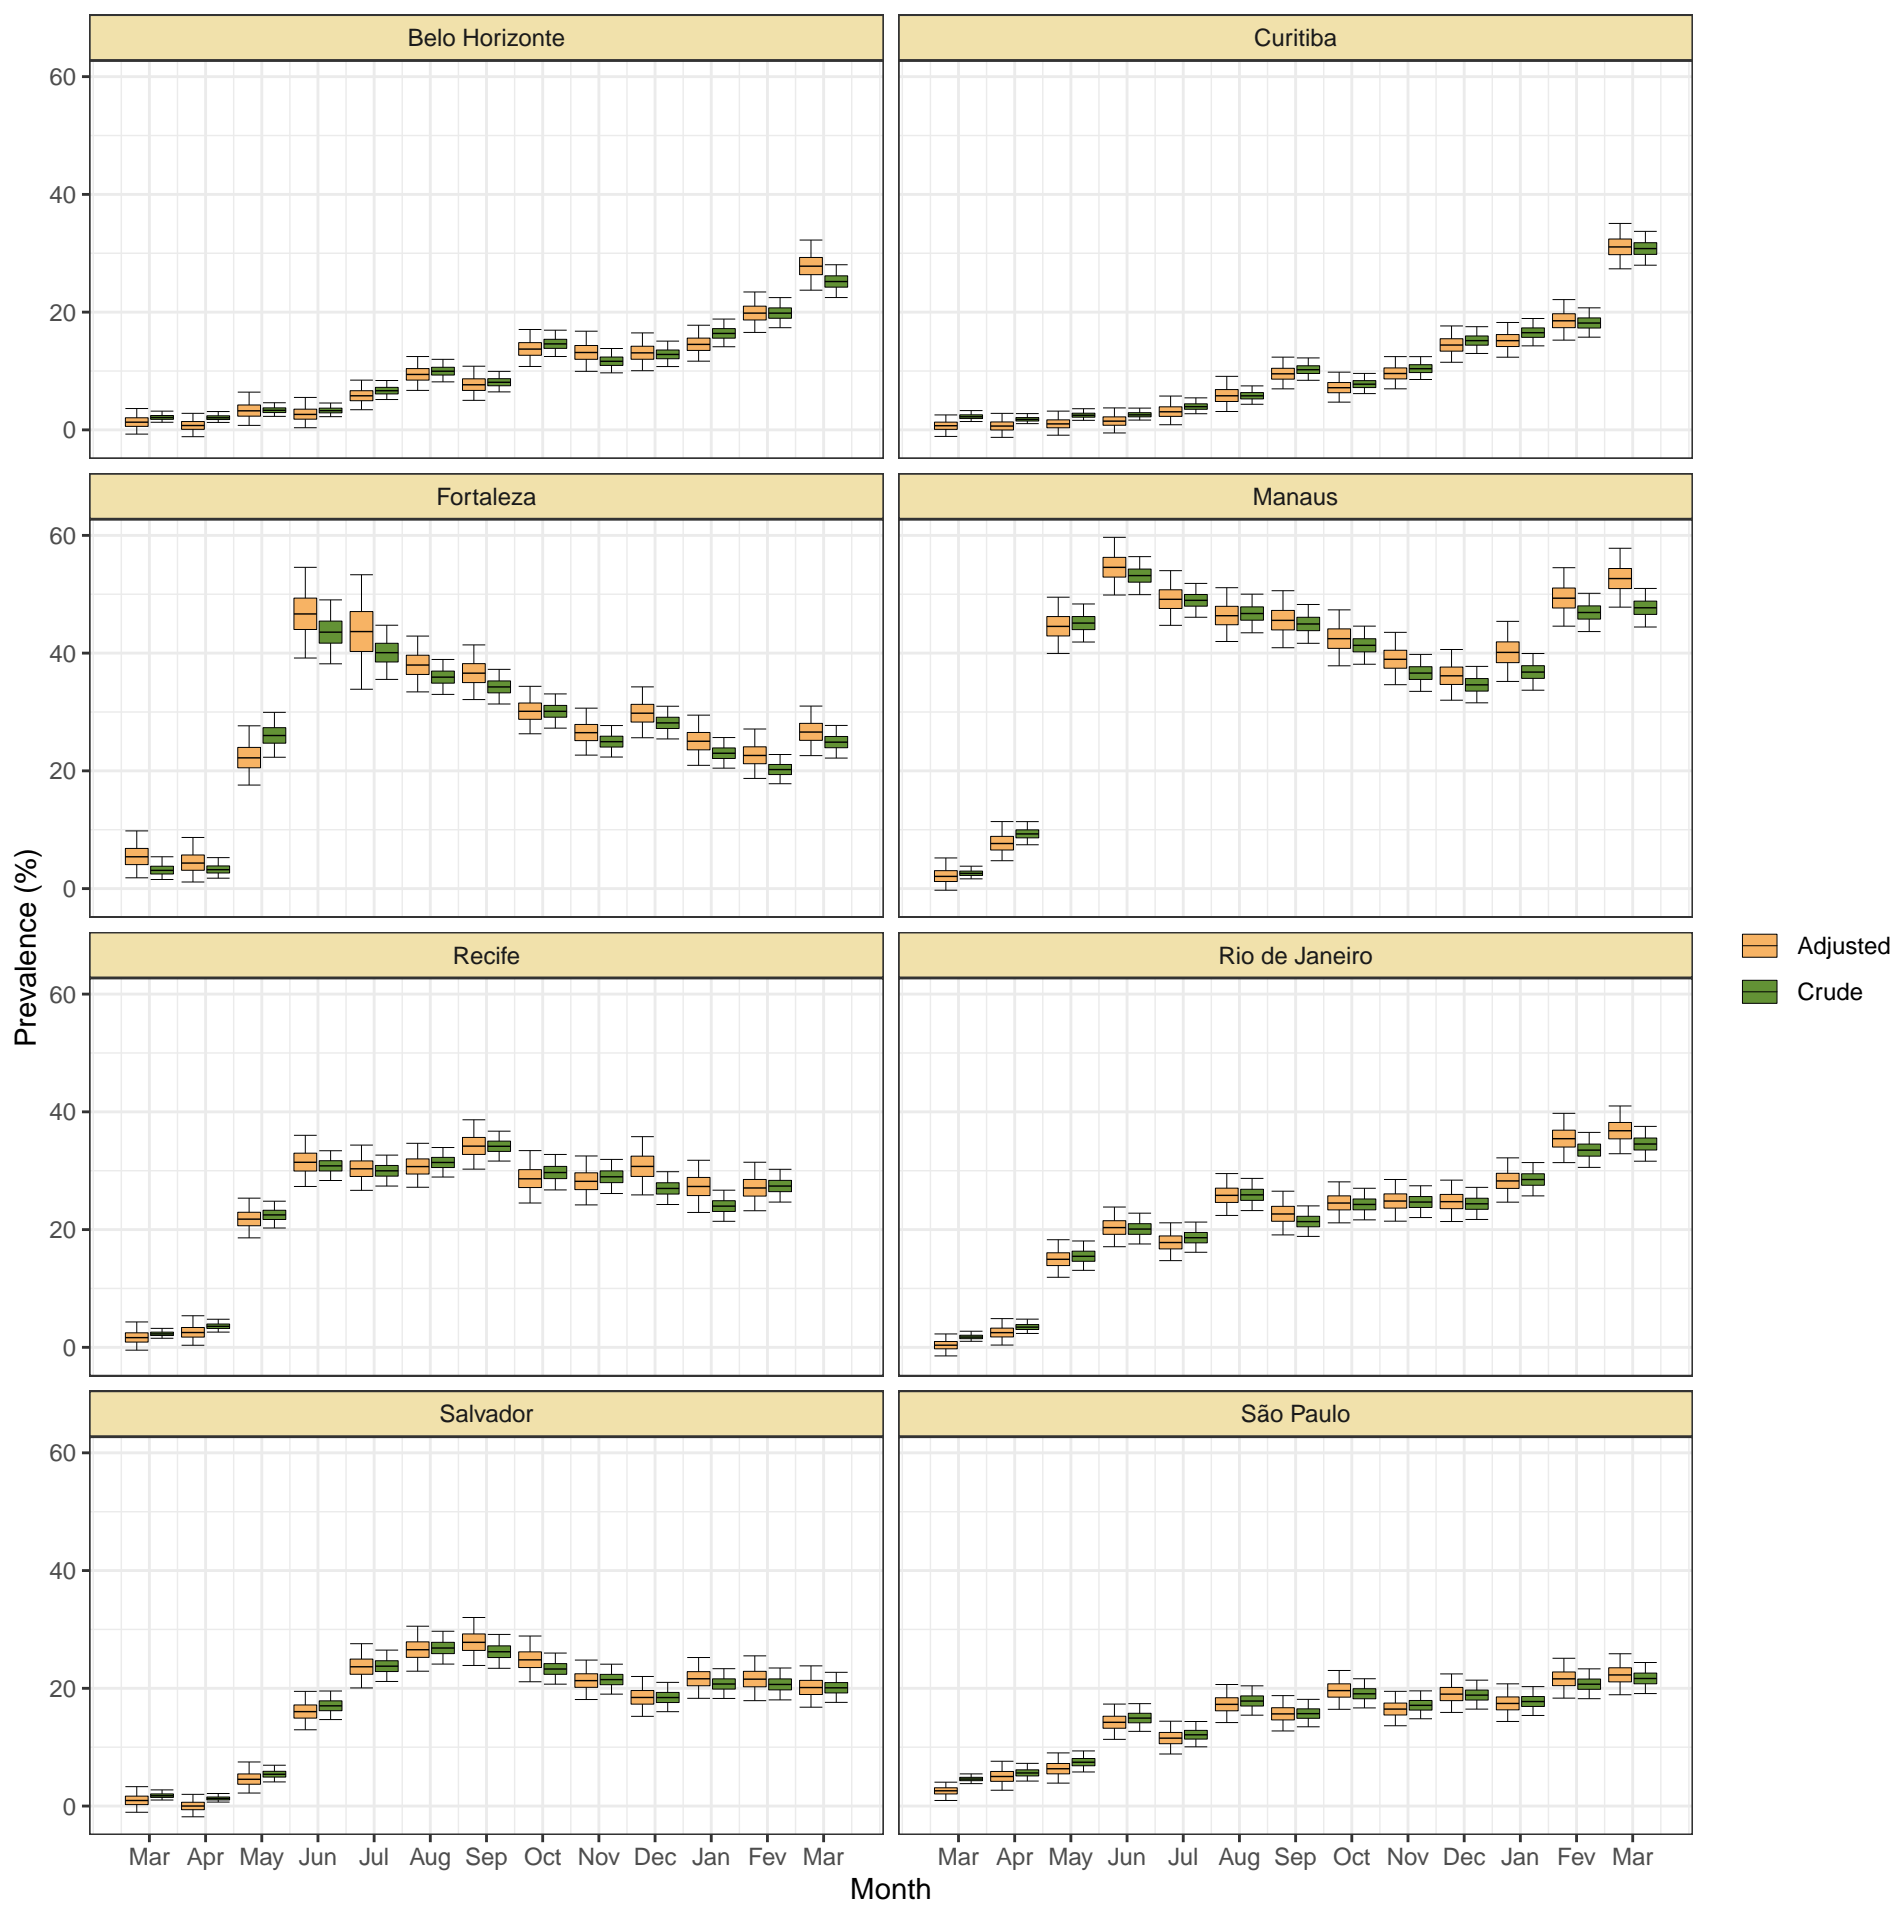 Belo Horizonte
Curitiba
60
40
20
0
Fortaleza
Manaus
60
40
20
0
Prevalence (%)
Recife
Rio de Janeiro
60
40
20
0
Adjusted
Crude
Salvador
São Paulo
60
40
20
0
Mar Apr May Jun Jul Aug Sep Oct Nov Dec Jan Fev Mar
Mar Apr May Jun Jul Aug Sep Oct Nov Dec Jan Fev Mar
Month